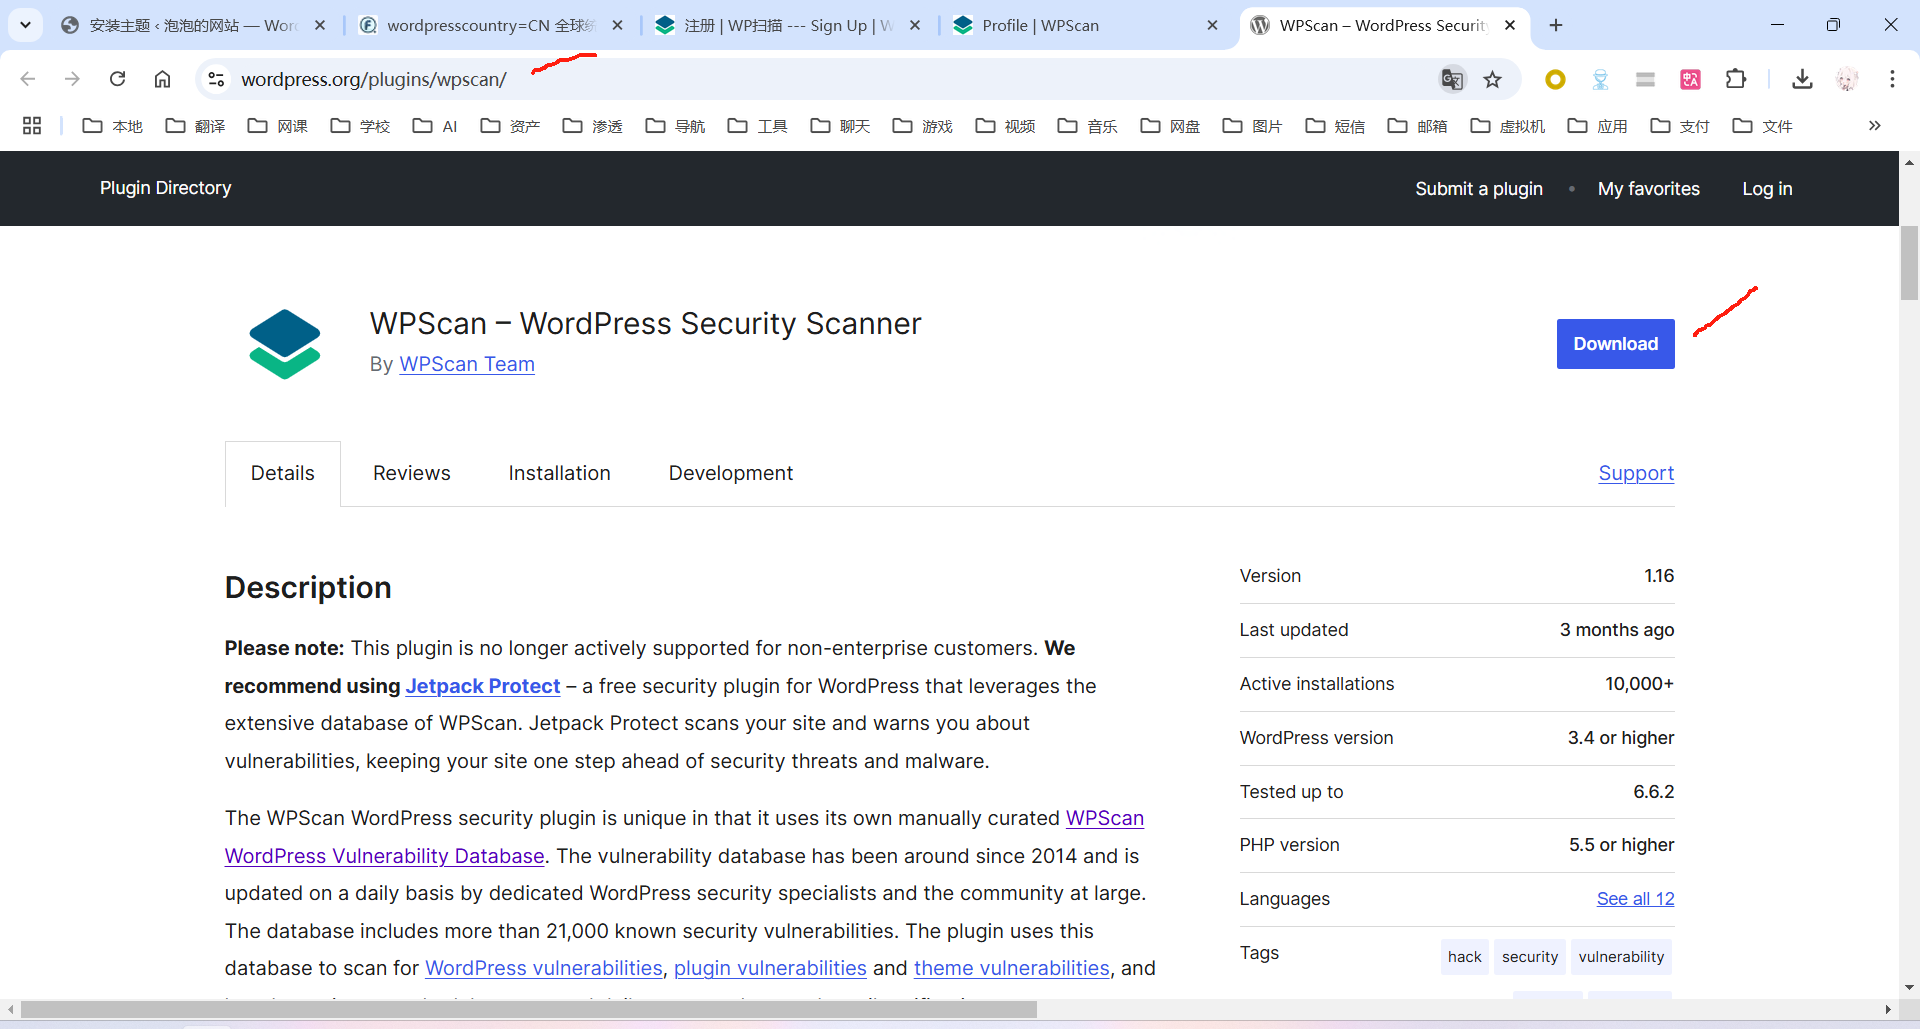 安装主题 ‹ 泡泡的网站 — Wor
wordpresscountry=CN 全球统
注册 | WP扫描 --- Sign Up | W
Profile | WPScan
WPScan – WordPress Security
wordpress.org/plugins/wpscan/
本地 翻译 网课 学校 AI 资产 渗透 导航 工具 聊天 游戏 视频 音乐 网盘 图片 短信 邮箱 虚拟机 应用 支付 文件
Plugin Directory
Submit a plugin • My favorites Log in
WPScan – WordPress Security Scanner
By WPScan Team
Download
Details Reviews Installation Development Support
Description
Please note: This plugin is no longer actively supported for non-enterprise customers. We
recommend using Jetpack Protect – a free security plugin for WordPress that leverages the
extensive database of WPScan. Jetpack Protect scans your site and warns you about
vulnerabilities, keeping your site one step ahead of security threats and malware.
The WPScan WordPress security plugin is unique in that it uses its own manually curated WPScan
WordPress Vulnerability Database. The vulnerability database has been around since 2014 and is
updated on a daily basis by dedicated WordPress security specialists and the community at large.
The database includes more than 21,000 known security vulnerabilities. The plugin uses this
database to scan for WordPress vulnerabilities, plugin vulnerabilities and theme vulnerabilities, and
Version 1.16
Last updated 3 months ago
Active installations 10,000+
WordPress version 3.4 or higher
Tested up to 6.6.2
PHP version 5.5 or higher
Languages See all 12
Tags hack security vulnerability